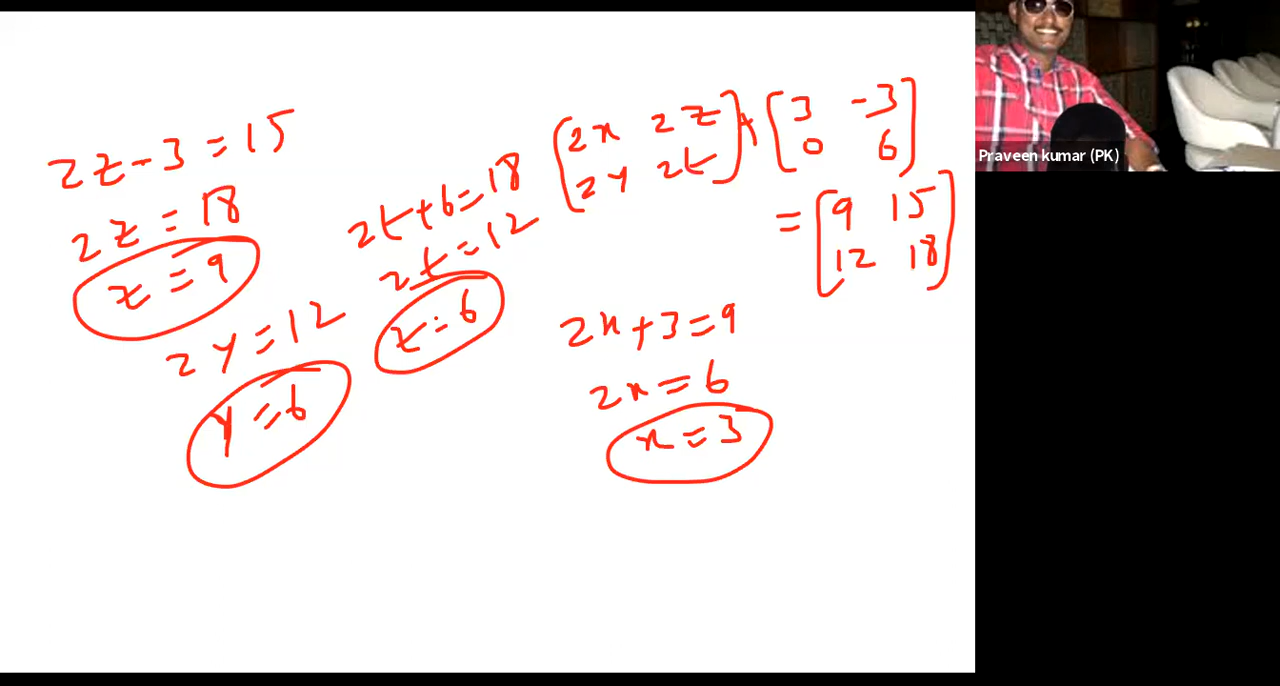 2z - 3 = 15
2z = 18
z = 9
2y = 12
y = 6
2t + 6 = 18
2t = 12
t = 6
[2x 2z] + [3 -3]
[2y 2t] [0 6]
= [9 15]
[12 18]
2x + 3 = 9
2x = 6
x = 3
Praveen kumar (PK)